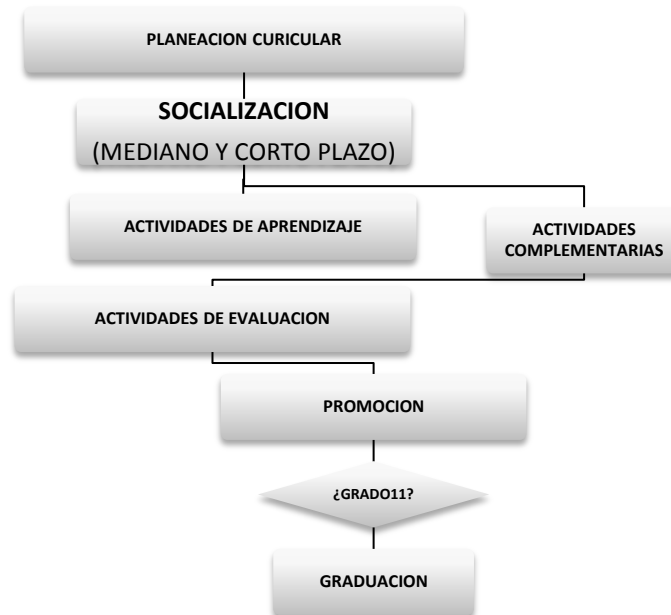 PLANEACION CURICULAR
SOCIALIZACION
(MEDIANO Y CORTO PLAZO)
ACTIVIDADES DE APRENDIZAJE
ACTIVIDADES
COMPLEMENTARIAS
ACTIVIDADES DE EVALUACION
PROMOCION
¿GRADO11?
GRADUACION